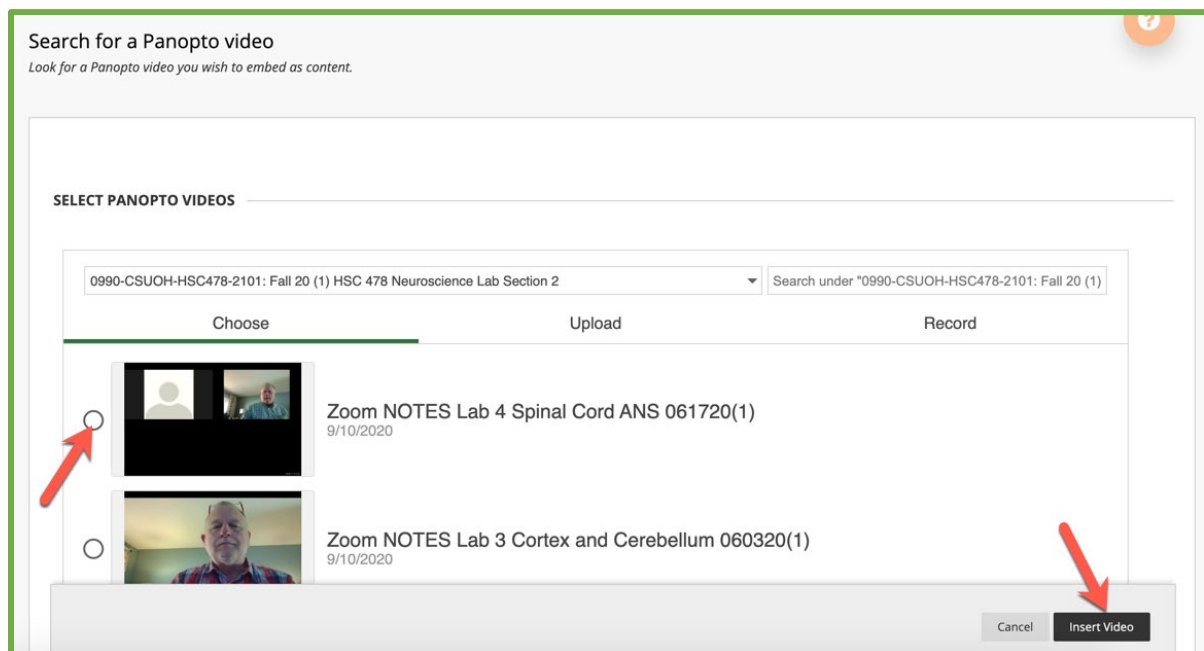 ?
Search for a Panopto video
Look for a Panopto video you wish to embed as content.
SELECT PANOPTO VIDEOS
0990-CSUOH-HSC478-2101: Fall 20 (1) HSC 478 Neuroscience Lab Section 2
Search under "0990-CSUOH-HSC478-2101: Fall 20 (1)
Choose
Upload
Record
Zoom NOTES Lab 4 Spinal Cord ANS 061720(1)
9/10/2020
Zoom NOTES Lab 3 Cortex and Cerebellum 060320(1)
9/10/2020
Cancel
Insert Video